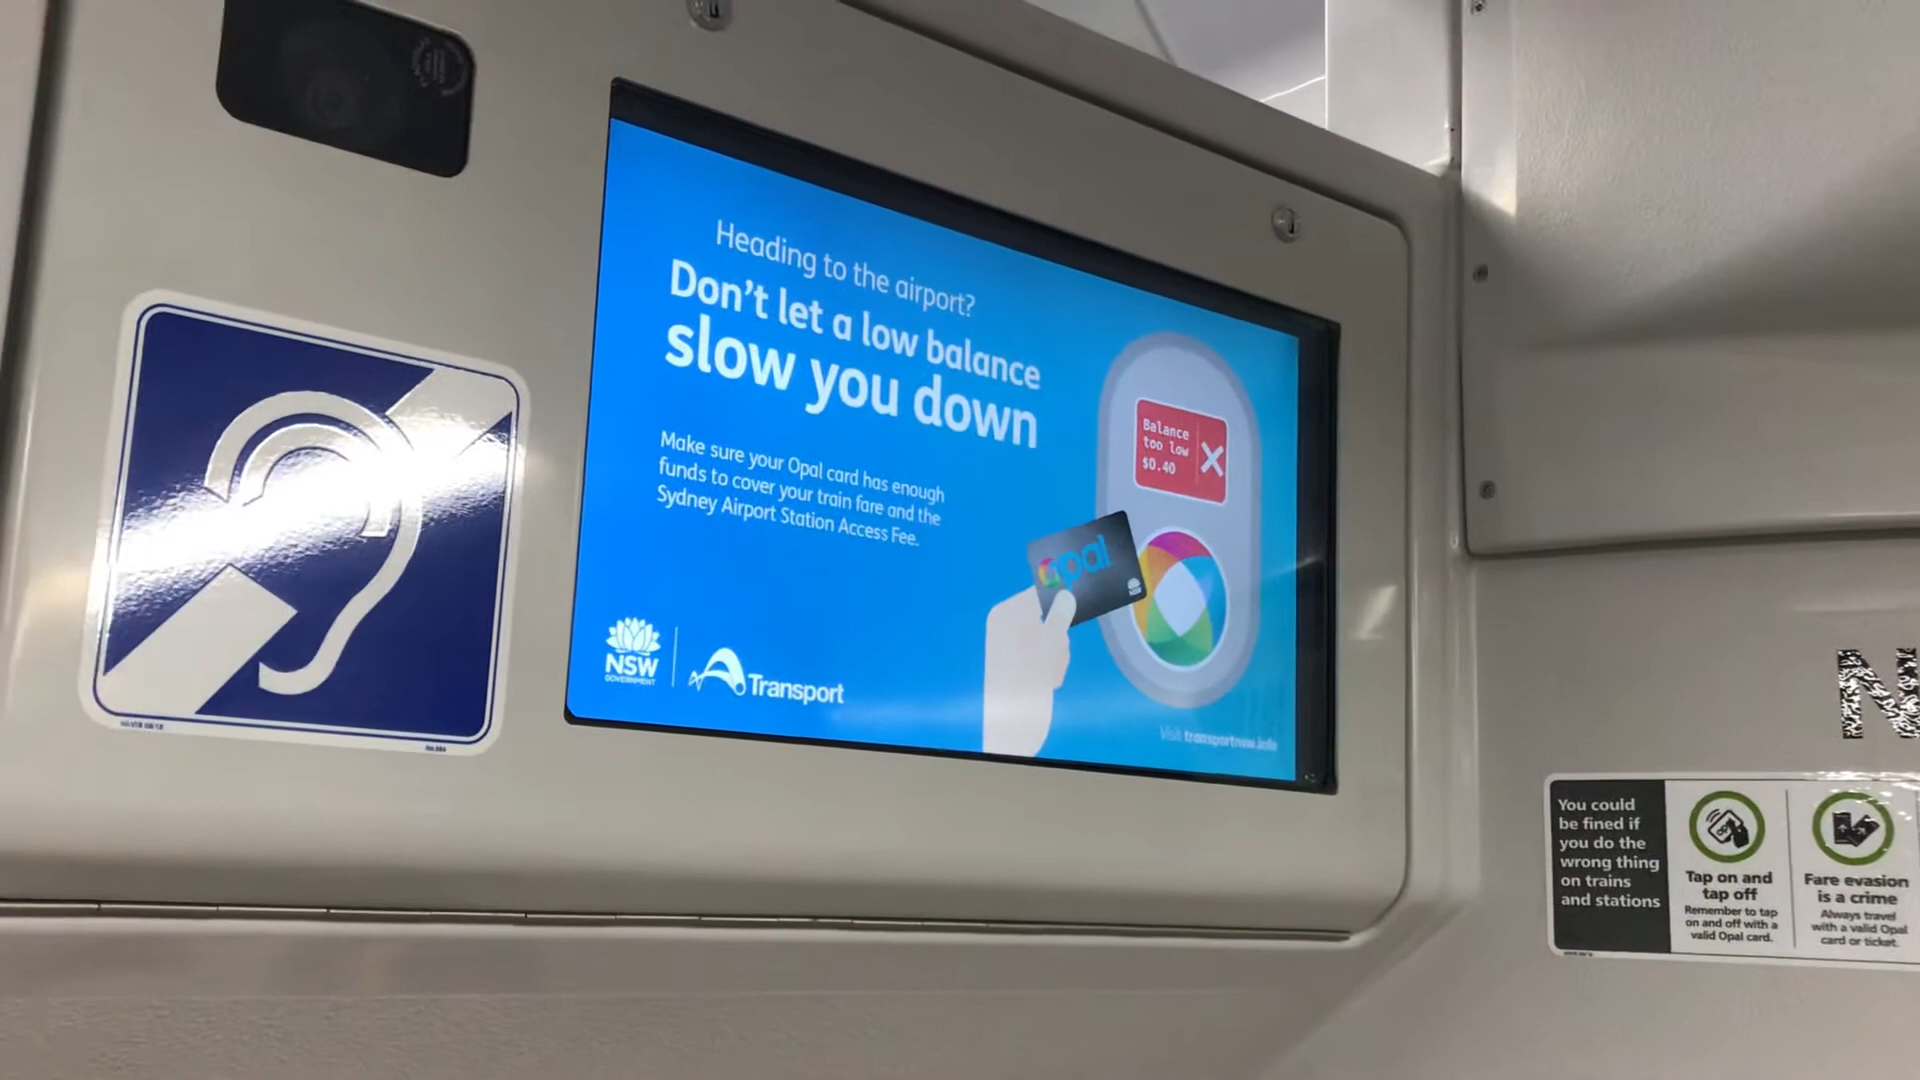 Heading to the airport?
Don't let a low balance
slow you down
Make sure your Opal card has enough
funds to cover your train fare and the
Sydney Airport Station Access Fee.
Balance
too low
$0.40
opal
NSW
NSW
GOVERNMENT
Transport
Visit transportnsw.info
N
You could
be fined if
you do the
wrong thing
on trains
and stations
Tap on and
tap off
Remember to tap
on and off with a
valid Opal card.
Fare evasion
is a crime
Always travel
with a valid Opal
card or ticket.